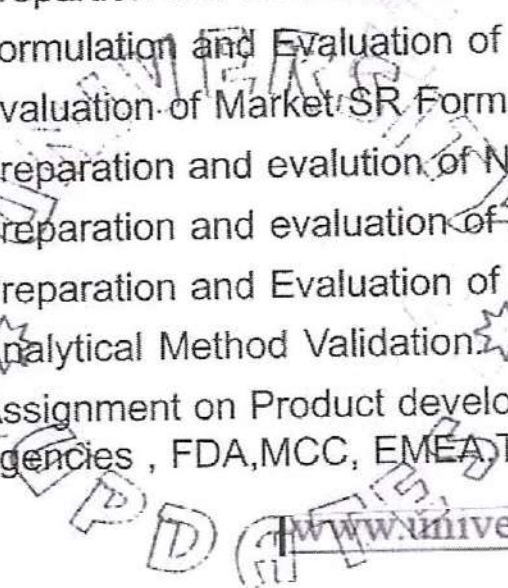 ormulation and Evaluation of
valuation of Market SR Form
reparation and evalution of N
reparation and evaluation of
reparation and Evaluation of
nalytical Method Validation.
ssignment on Product develo
gencies , FDA,MCC, EMEA,T
www.unive